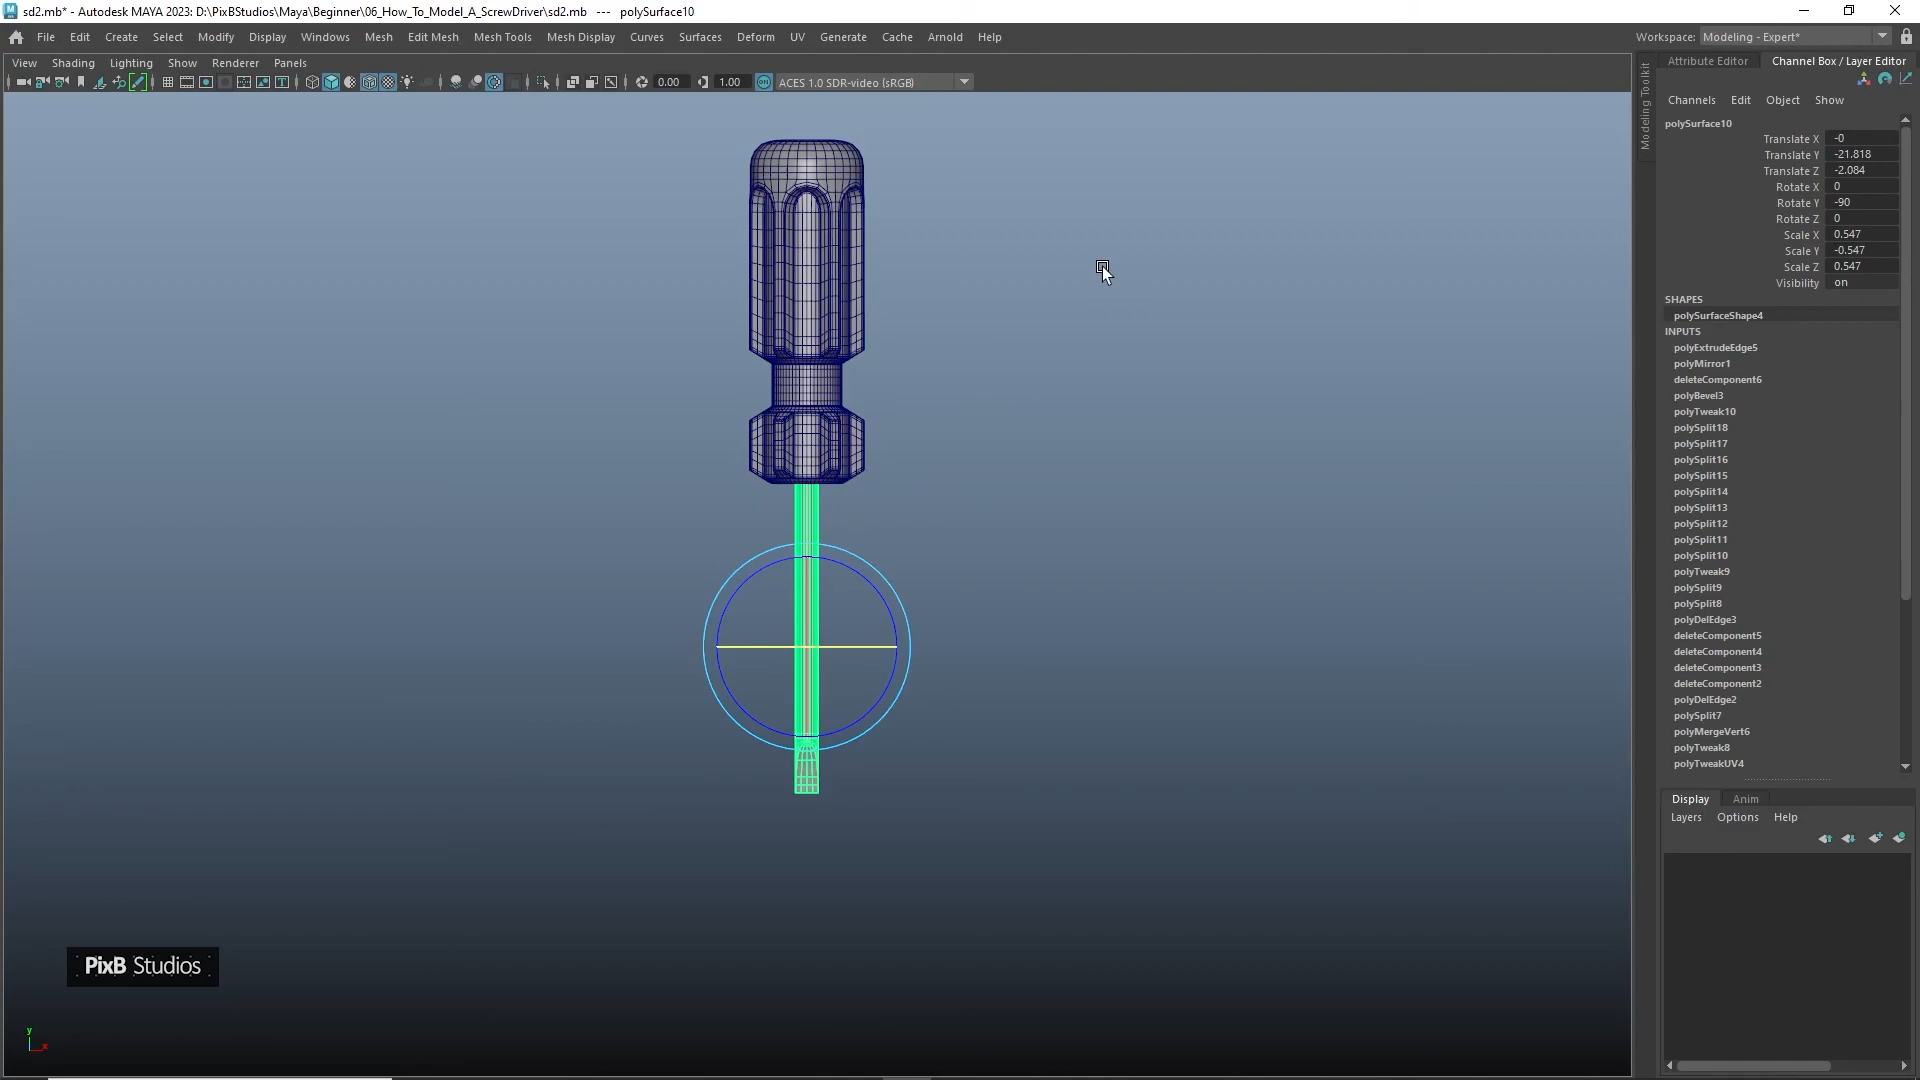 sd2.mb* - Autodesk MAYA 2023: D:\PixBStudios\Maya\Beginner\06_How_To_Model_A_ScrewDriver\sd2.mb --- polySurface10
File Edit Create Select Modify Display Windows Mesh Edit Mesh Mesh Tools Mesh Display Curves Surfaces Deform UV Generate Cache Arnold Help
Workspace: Modeling - Expert*
View Shading Lighting Show Renderer Panels
0.00 1.00 ACES 1.0 SDR-video (sRGB)
Modeling Toolkit
Attribute Editor Channel Box / Layer Editor
Channels Edit Object Show
polySurface10
Translate X -0
Translate Y -21.818
Translate Z -2.084
Rotate X 0
Rotate Y -90
Rotate Z 0
Scale X 0.547
Scale Y -0.547
Scale Z 0.547
Visibility on
SHAPES
polySurfaceShape4
INPUTS
polyExtrudeEdge5
polyMirror1
deleteComponent6
polyBevel3
polyTweak10
polySplit18
polySplit17
polySplit16
polySplit15
polySplit14
polySplit13
polySplit12
polySplit11
polySplit10
polyTweak9
polySplit9
polySplit8
polyDelEdge3
deleteComponent5
deleteComponent4
deleteComponent3
deleteComponent2
polyDelEdge2
polySplit7
polyMergeVert6
polyTweak8
polyTweakUV4
Display Anim
Layers Options Help
PixB Studios
y
x